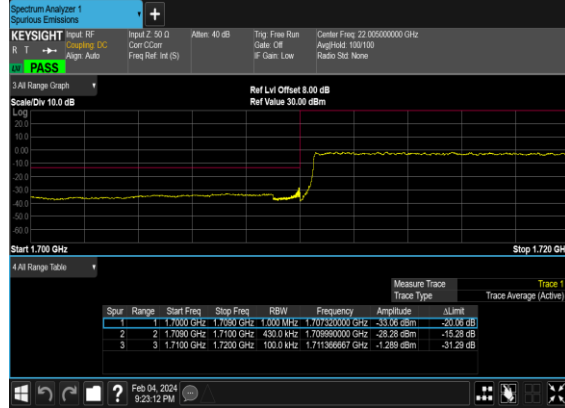 Spectrum Analyzer 1
Spurious Emissions
+
KEYSIGHT Input: RF Input Z: 50 Ω Atten: 40 dB Trig: Free Run Center Freq: 22.005000000 GHz
R T Coupling: DC Corr CCorr Gate: Off Avg|Hold: 100/100
Align: Auto Freq Ref: Int (S) IF Gain: Low Radio Std: None
PASS
3 All Range Graph
Ref Lvl Offset 8.00 dB
Scale/Div 10.0 dB Ref Value 30.00 dBm
Log
20.0
10.0
0.00
-10.0
-20.0
-30.0
-40.0
-50.0
-60.0
Start 1.700 GHz Stop 1.720 GH
4 All Range Table
Measure Trace Trace 1
Trace Type Trace Average (Active)
Spur Range Start Freq Stop Freq RBW Frequency Amplitude ΔLimit
1 1 1.7000 GHz 1.7090 GHz 1.000 MHz 1.707320000 GHz -33.06 dBm -20.06 dB
2 2 1.7090 GHz 1.7100 GHz 430.0 kHz 1.709990000 GHz -28.28 dBm -15.28 dB
3 3 1.7100 GHz 1.7200 GHz 100.0 kHz 1.711366667 GHz -1.289 dBm -31.29 dB
? Feb 04, 2024
9:23:12 PM